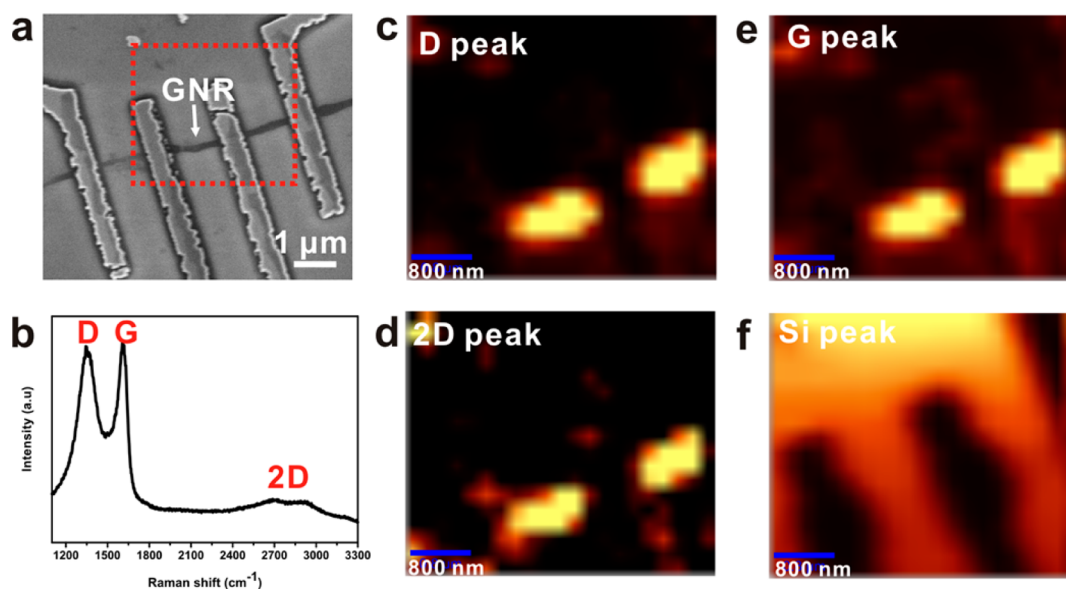 a
GNR
1 μm
b
D
G
2D
Intensity (a.u)
1200
1500
1800
2100
2400
2700
3000
3300
Raman shift (cm⁻¹)
c
D peak
800 nm
d
2D peak
800 nm
e
G peak
800 nm
f
Si peak
800 nm